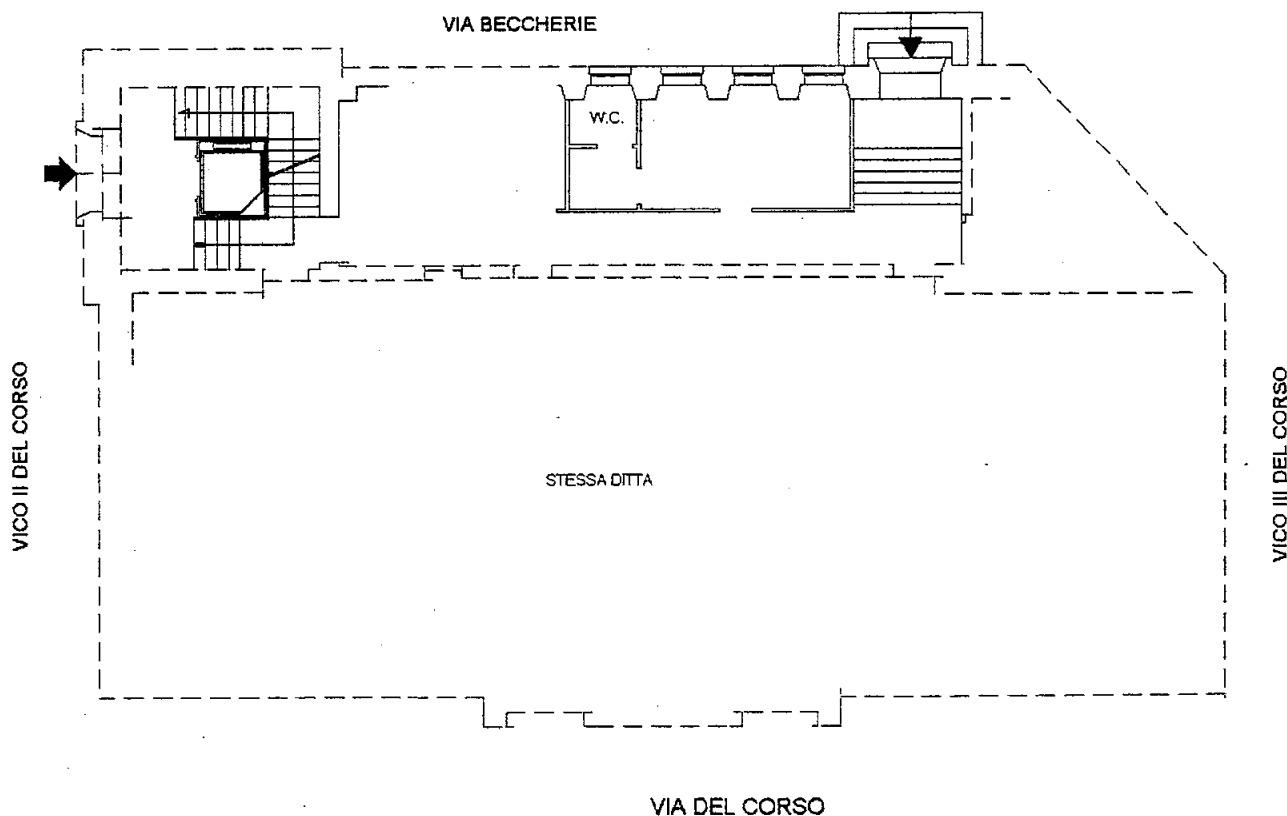 VIA BECCHERIE
W.C.
VICO II DEL CORSO
STESSA DITTA
VICO III DEL CORSO
VIA DEL CORSO